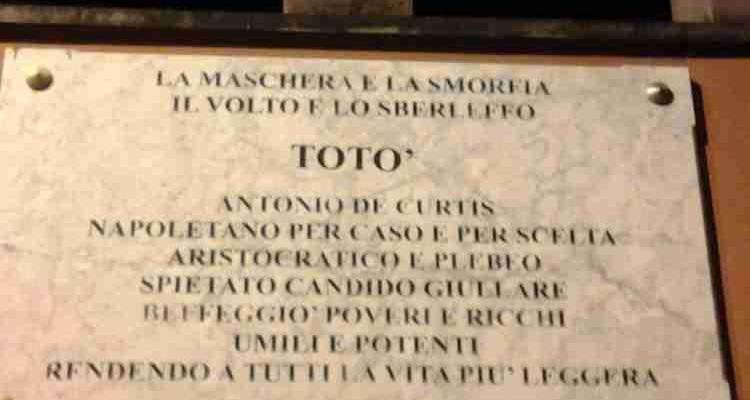 LA MASCHERA E LA SMORFIA
IL VOLTO E LO SBERLEFFO
TOTO'
ANTONIO DE CURTIS
NAPOLETANO PER CASO E PER SCELTA
ARISTOCRATICO E PLEBEO
SPIETATO CANDIDO GIULLARE
BEFFEGGIO' POVERI E RICCHI
UMILI E POTENTI
RENDENDO A TUTTI LA VITA PIU' LEGGERA